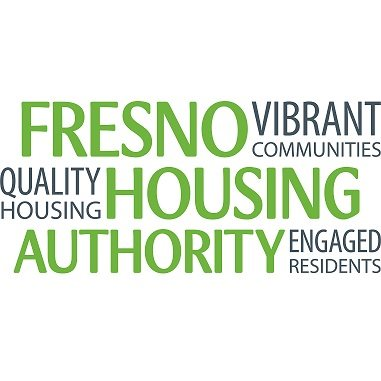 FRESNO VIBRANT
COMMUNITIES
QUALITY HOUSING
HOUSING
AUTHORITY ENGAGED
RESIDENTS